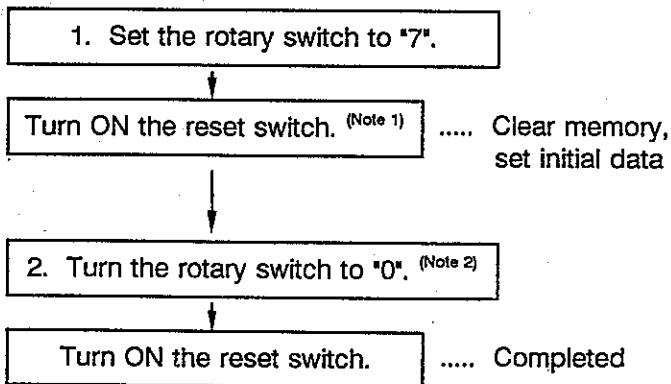 1. Set the rotary switch to "7".
Turn ON the reset switch. (Note 1) ..... Clear memory,
set initial data
2. Turn the rotary switch to "0". (Note 2)
Turn ON the reset switch. ..... Completed